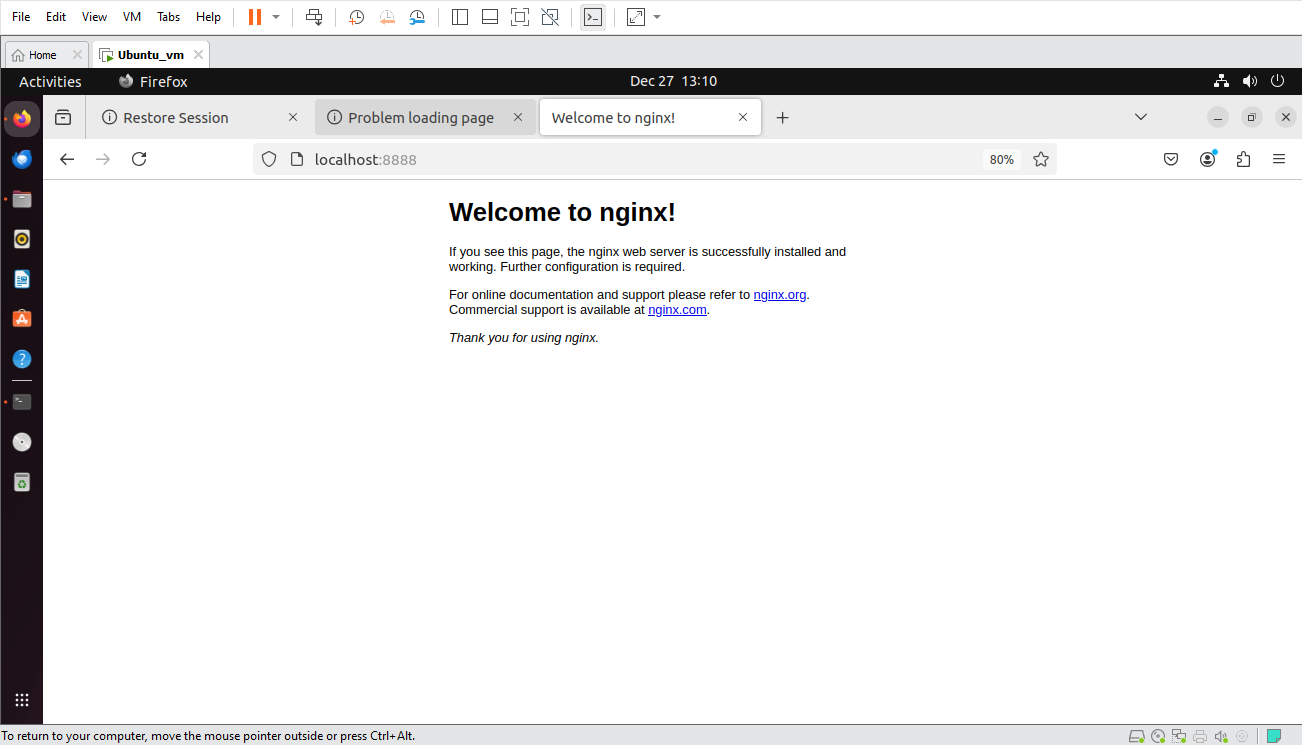 File Edit View VM Tabs Help
Home Ubuntu_vm
Activities Firefox Dec 27 13:10
Restore Session Problem loading page Welcome to nginx!
localhost:8888 80%
Welcome to nginx!
If you see this page, the nginx web server is successfully installed and
working. Further configuration is required.
For online documentation and support please refer to nginx.org.
Commercial support is available at nginx.com.
Thank you for using nginx.
To return to your computer, move the mouse pointer outside or press Ctrl+Alt.